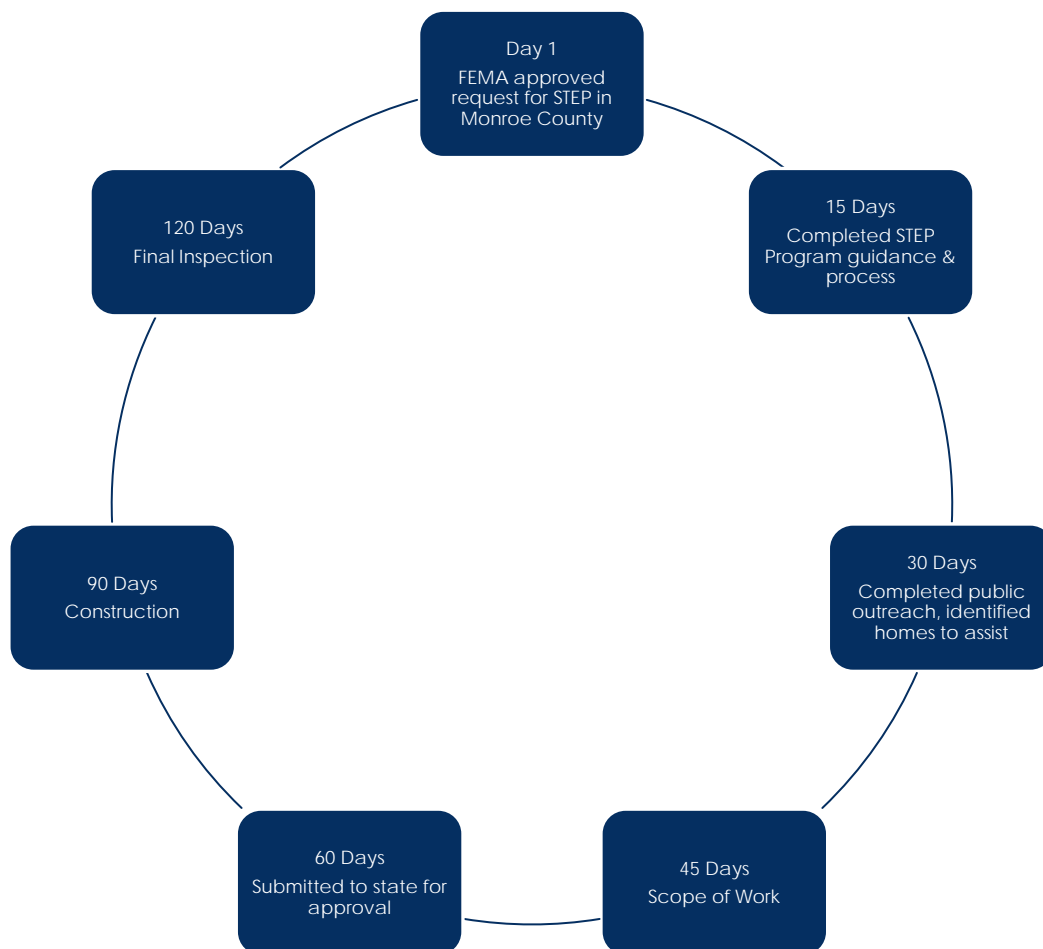 Day 1
FEMA approved
request for STEP in
Monroe County
15 Days
Completed STEP
Program guidance &
process
30 Days
Completed public
outreach, identified
homes to assist
45 Days
Scope of Work
60 Days
Submitted to state for
approval
90 Days
Construction
120 Days
Final Inspection